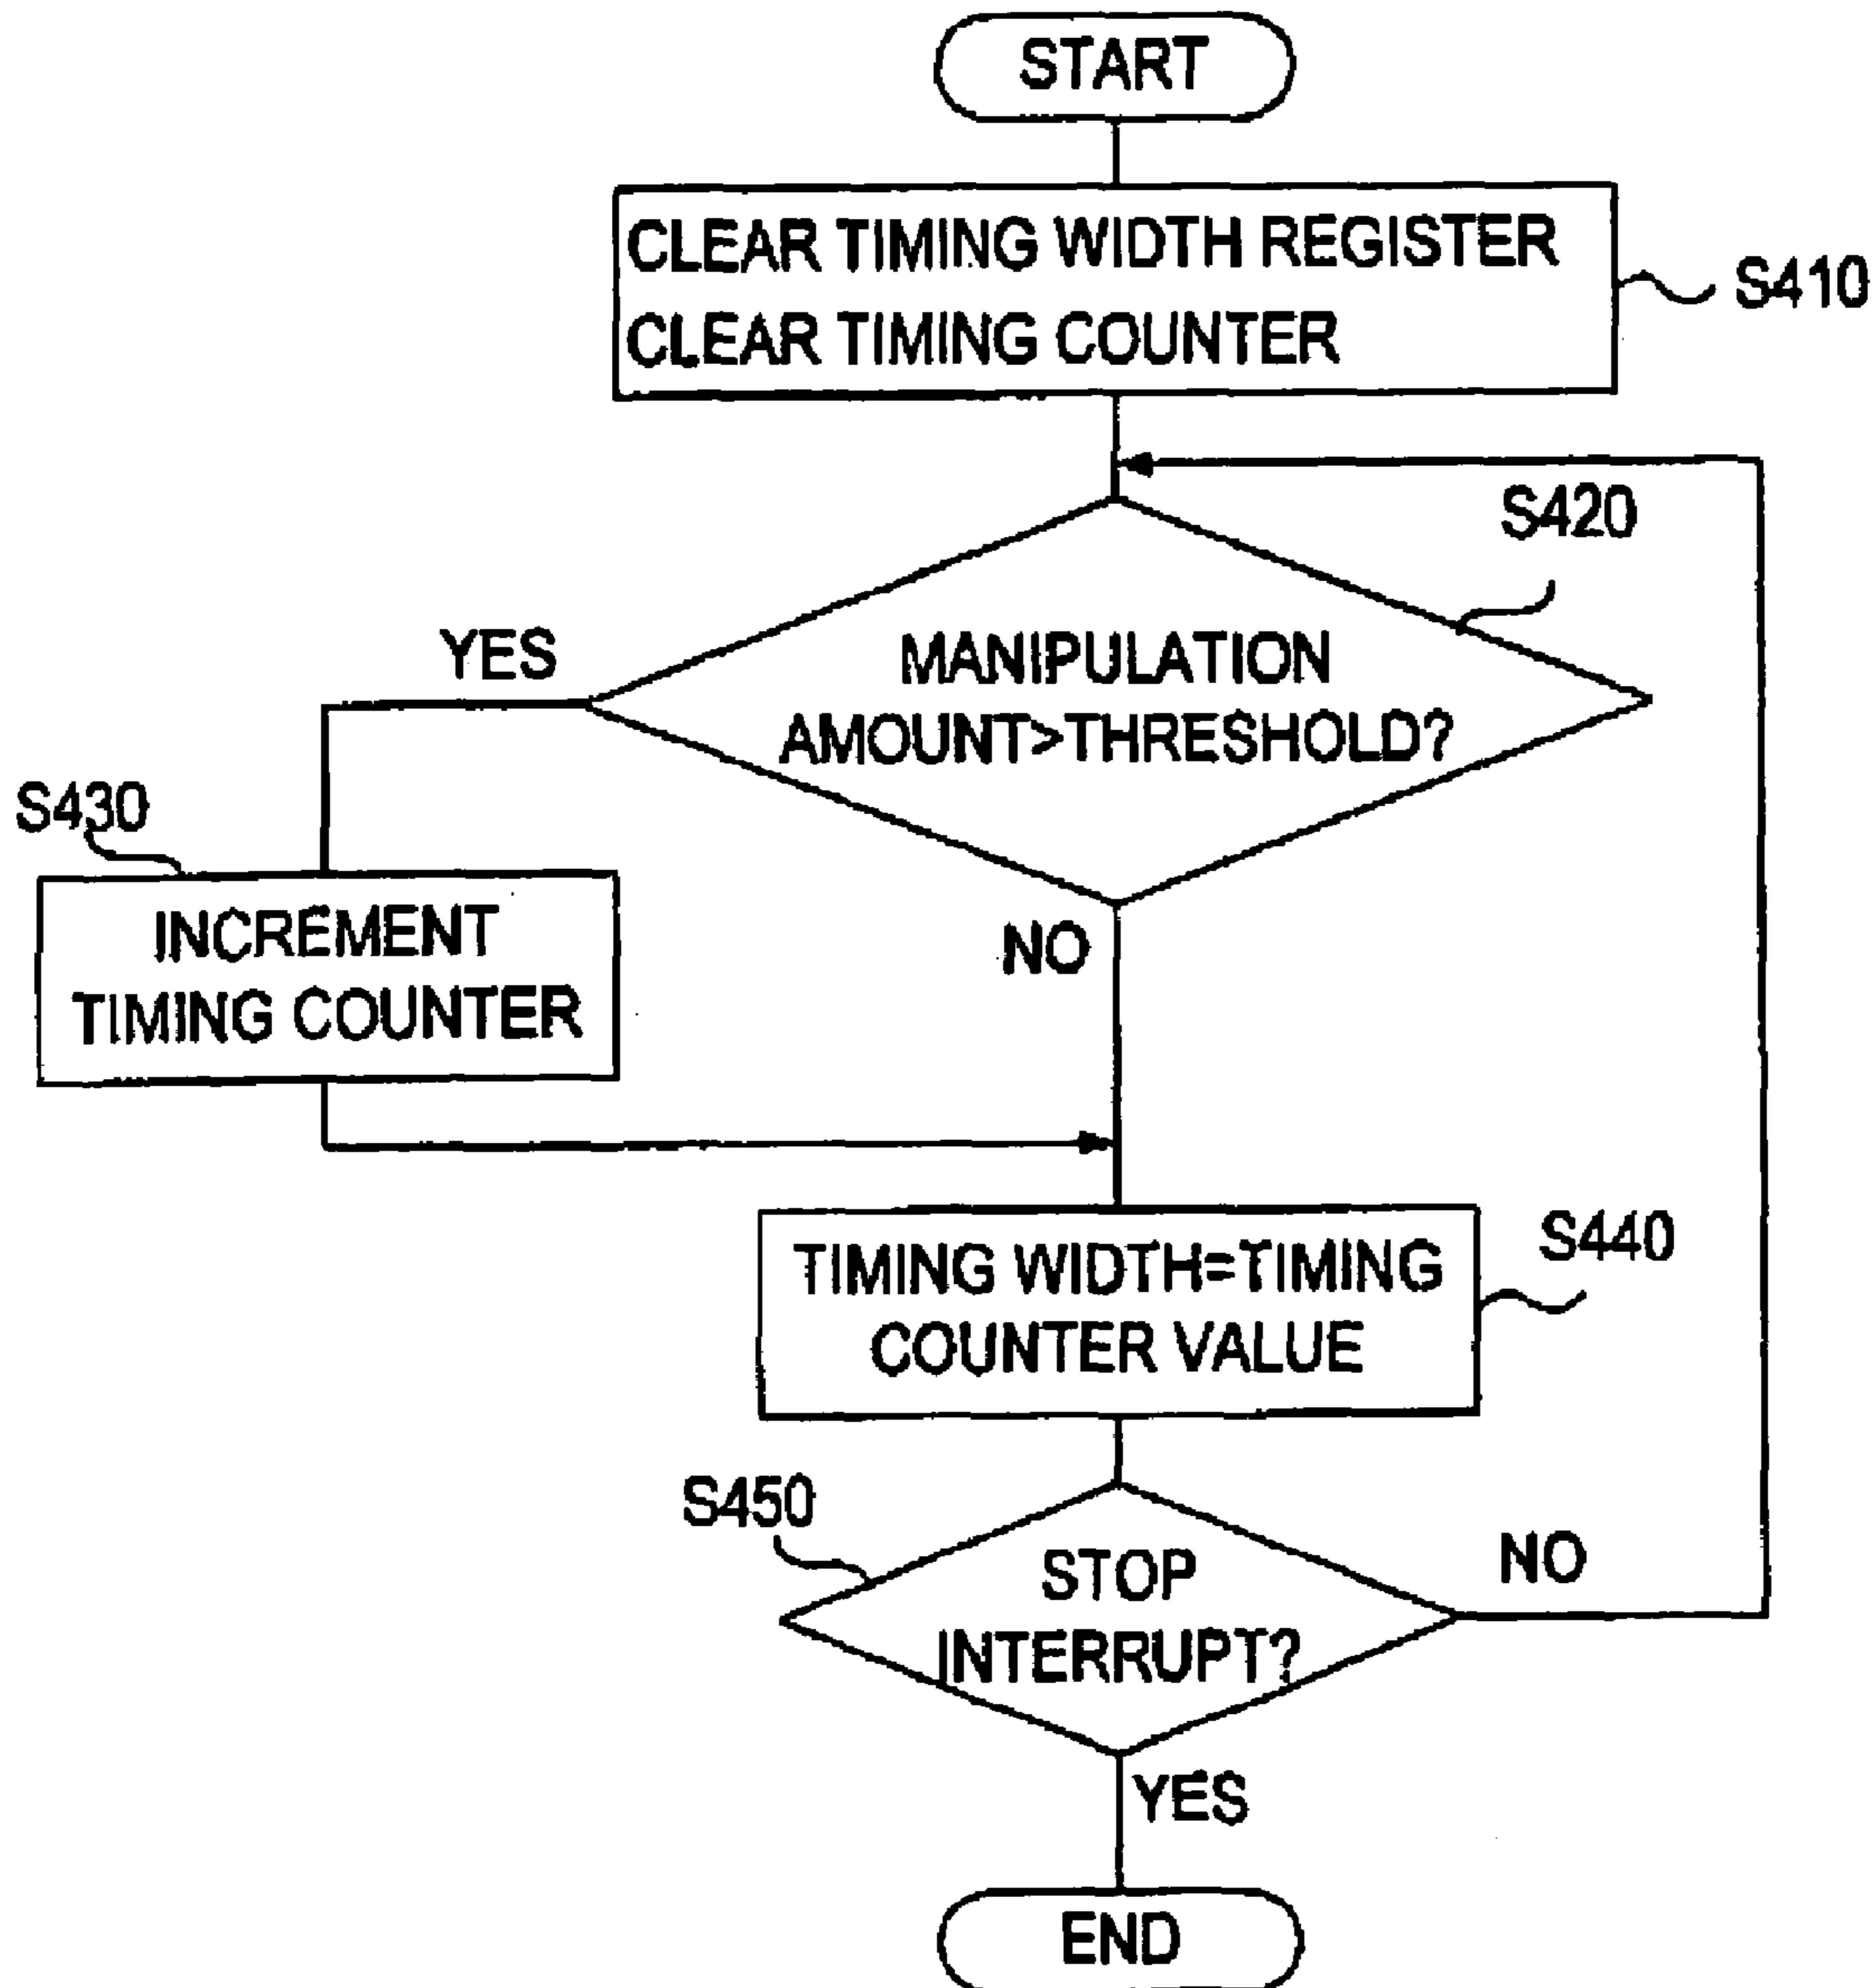 START
CLEAR TIMING WIDTH REGISTER
CLEAR TIMING COUNTER
S410
S420
YES
MANIPULATION
AMOUNT>THRESHOLD?
S430
INCREMENT
TIMING COUNTER
NO
TIMING WIDTH=TIMING
COUNTER VALUE
S440
S450
STOP
INTERRUPT?
NO
YES
END